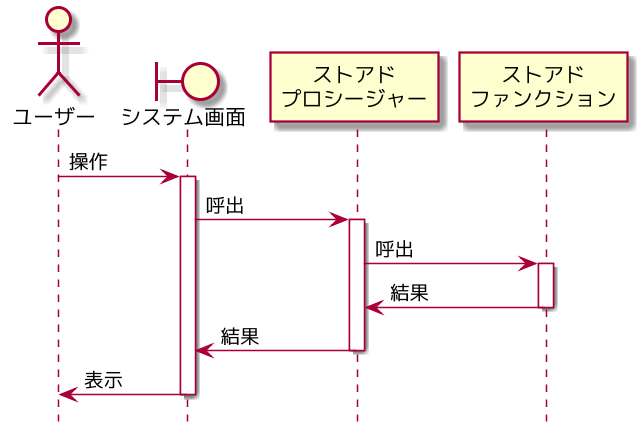 ユーザー
システム画面
ストアド
プロシージャー
ストアド
ファンクション
操作
呼出
呼出
結果
結果
表示